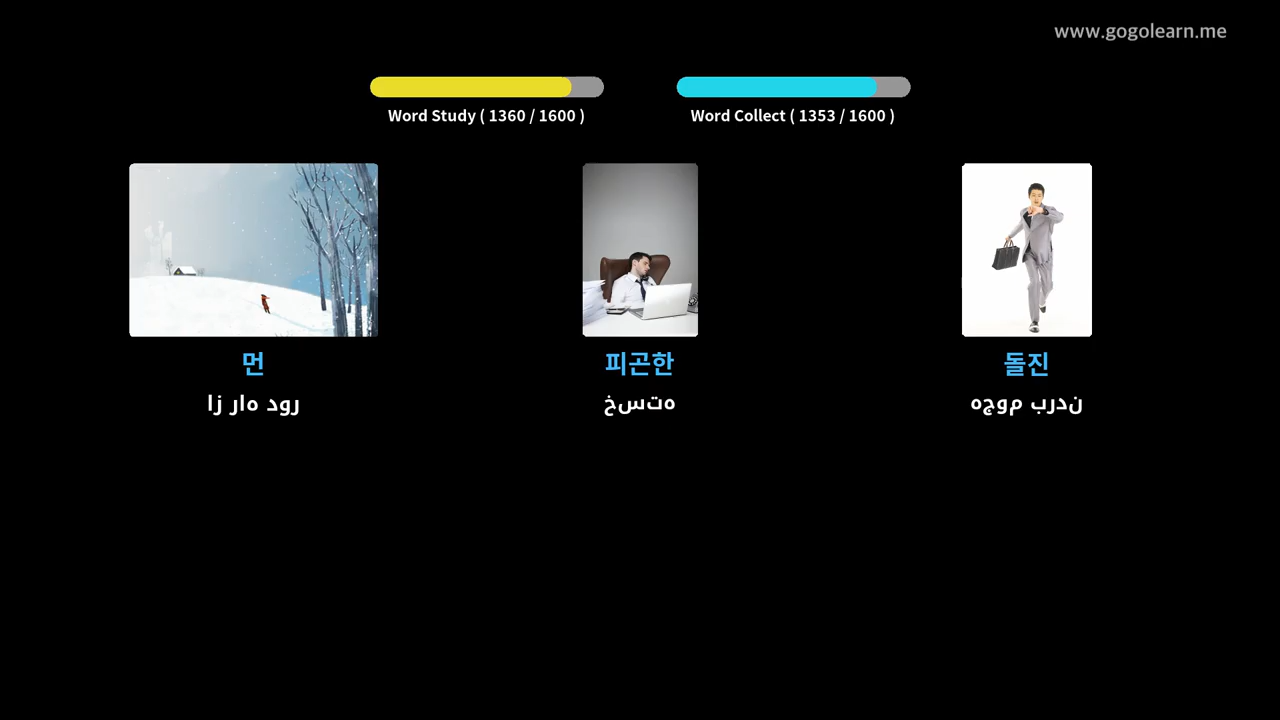 www.gogolearn.me
Word Study ( 1360 / 1600 )
Word Collect ( 1353 / 1600 )
먼
از راه دور
피곤한
خسته
돌진
هجوم بردن